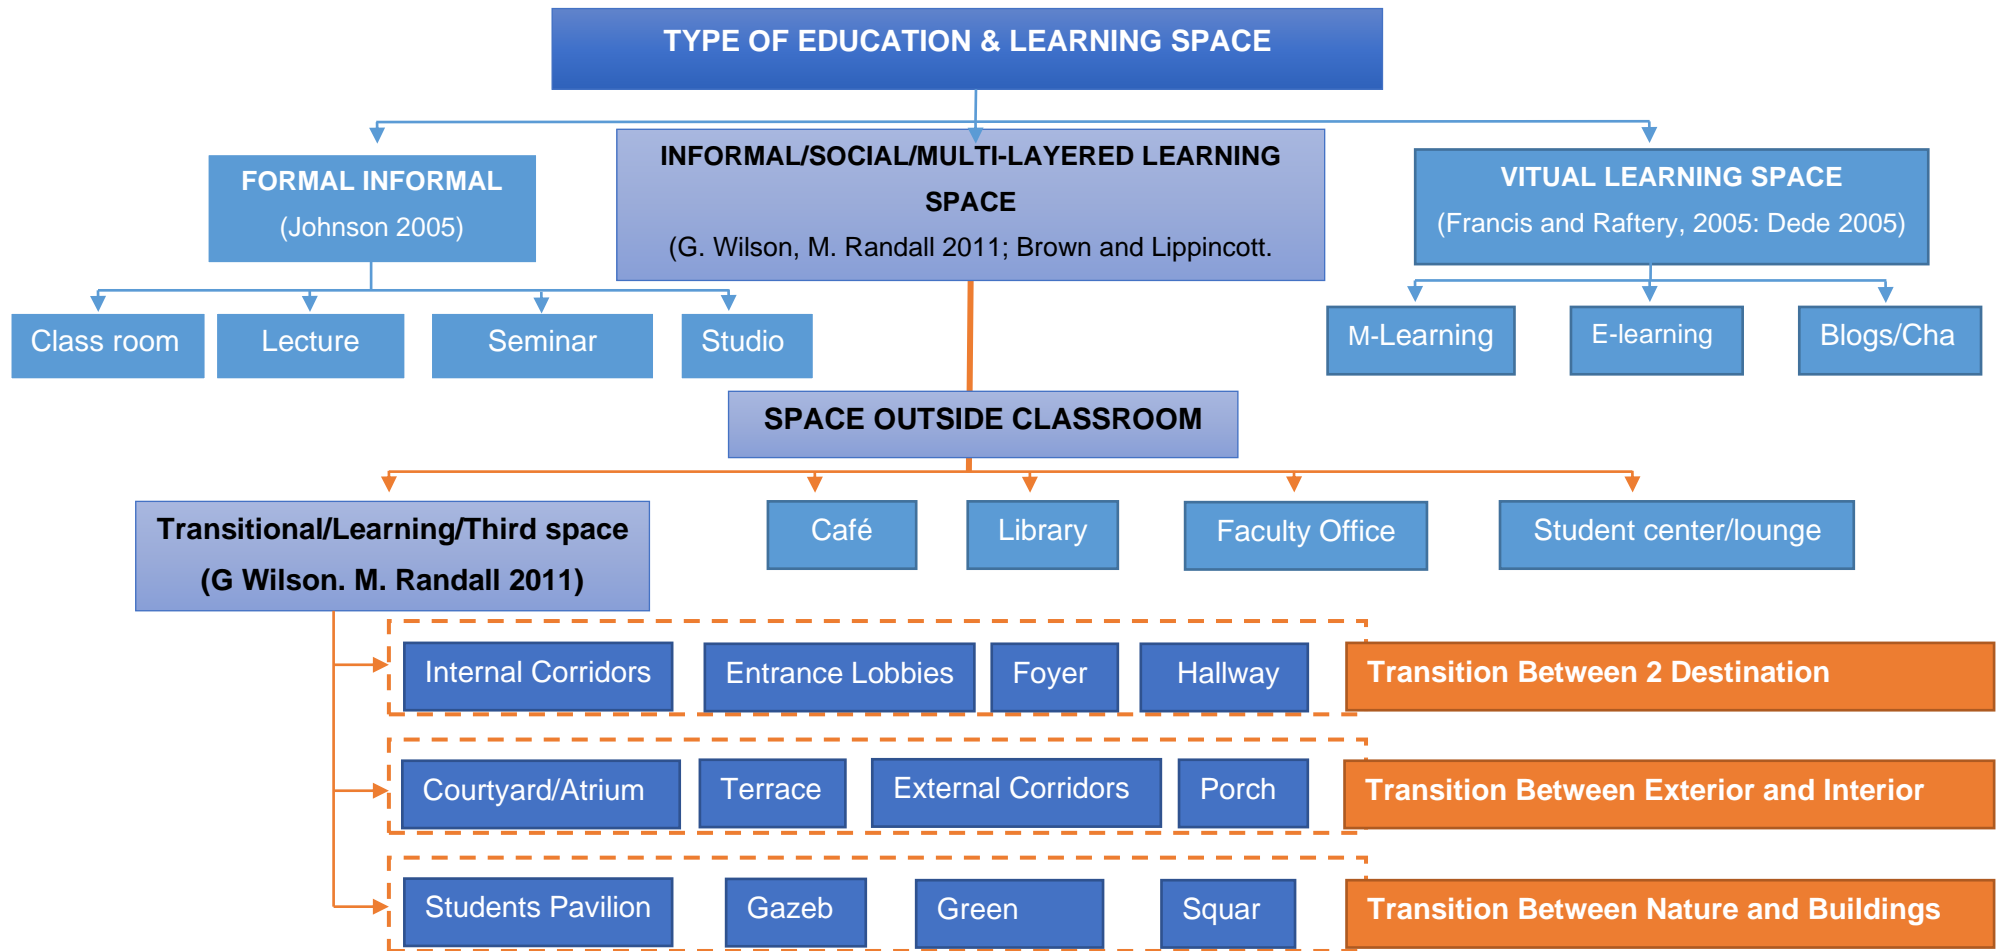 TYPE OF EDUCATION & LEARNING SPACE
FORMAL INFORMAL
(Johnson 2005)
INFORMAL/SOCIAL/MULTI-LAYERED LEARNING
SPACE
(G. Wilson, M. Randall 2011; Brown and Lippincott.
VITUAL LEARNING SPACE
(Francis and Raftery, 2005: Dede 2005)
Class room
Lecture
Seminar
Studio
M-Learning
E-learning
Blogs/Cha
SPACE OUTSIDE CLASSROOM
Transitional/Learning/Third space
(G Wilson. M. Randall 2011)
Café
Library
Faculty Office
Student center/lounge
Internal Corridors
Entrance Lobbies
Foyer
Hallway
Transition Between 2 Destination
Courtyard/Atrium
Terrace
External Corridors
Porch
Transition Between Exterior and Interior
Students Pavilion
Gazeb
Green
Squar
Transition Between Nature and Buildings